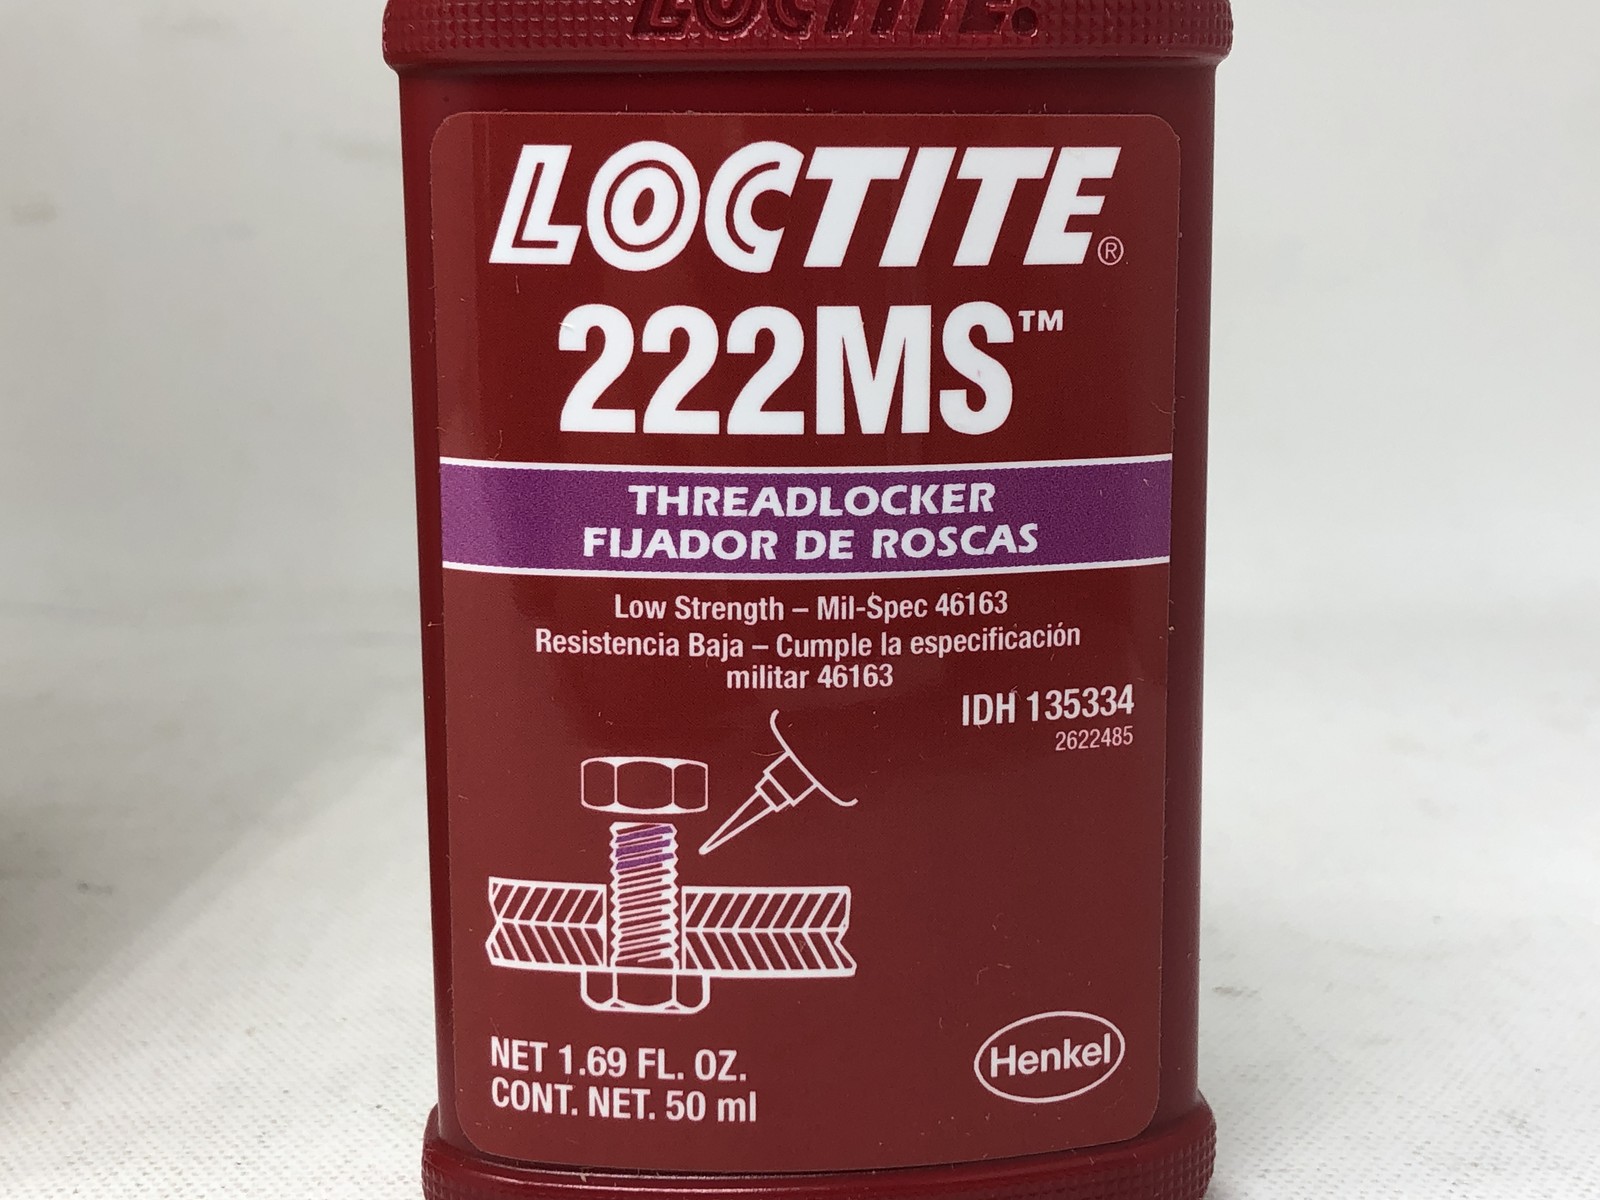 LOCTITE.
LOCTITE®
222MS™
THREADLOCKER
FIJADOR DE ROSCAS
Low Strength – Mil-Spec 46163
Resistencia Baja – Cumple la especificación
militar 46163
IDH 135334
2622485
NET 1.69 FL. OZ.
CONT. NET. 50 ml
Henkel